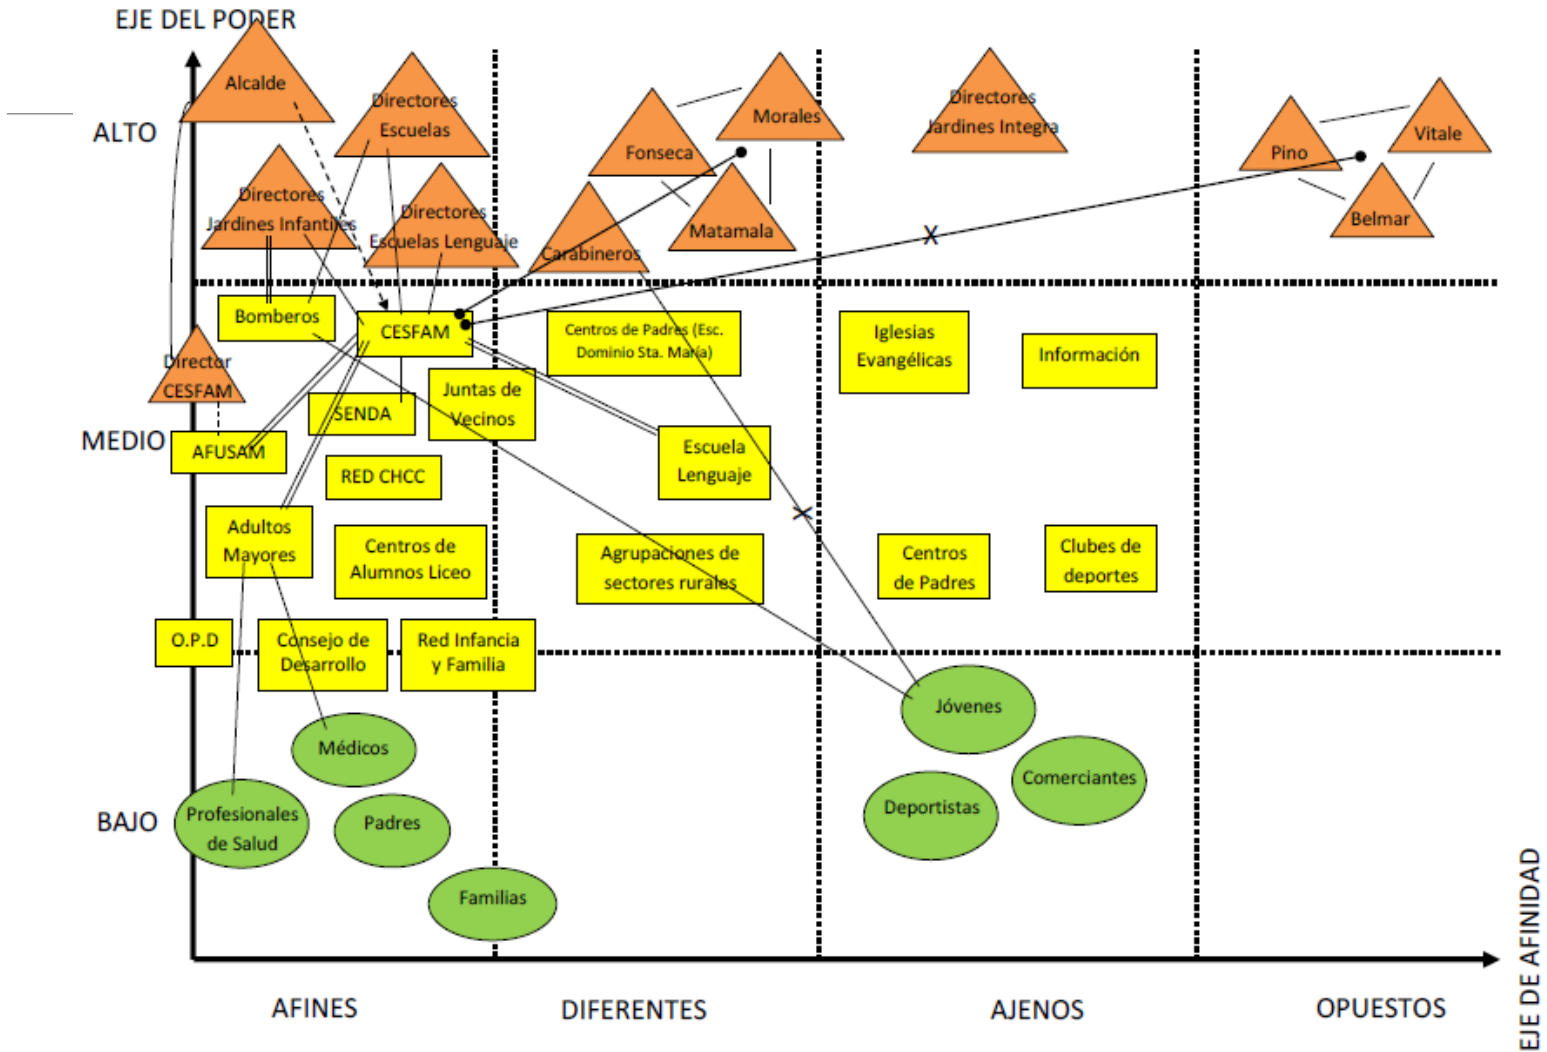 EJE DEL PODER
Alcalde
Directores
Escuelas
Morales
Fonseca
Directores
Jardines Integra
Pino
Vitale
ALTO
Directores
Jardines Infantiles
Directores
Escuelas Lenguaje
Carabineros
Matamala
Belmar
Bomberos
CESFAM
Centros de Padres (Esc.
Dominio Sta. María)
Iglesias
Evangélicas
Información
Director
CESFAM
SENDA
Juntas de
Vecinos
MEDIO
AFUSAM
RED CHCC
Escuela
Lenguaje
Adultos
Mayores
Centros de
Alumnos Liceo
Agrupaciones de
sectores rurales
Centros
de Padres
Clubes de
deportes
O.P.D
Consejo de
Desarrollo
Red Infancia
y Familia
Jóvenes
Médicos
Comerciantes
BAJO
Profesionales
de Salud
Padres
Deportistas
Familias
EJE DE AFINIDAD
AFINES
DIFERENTES
AJENOS
OPUESTOS